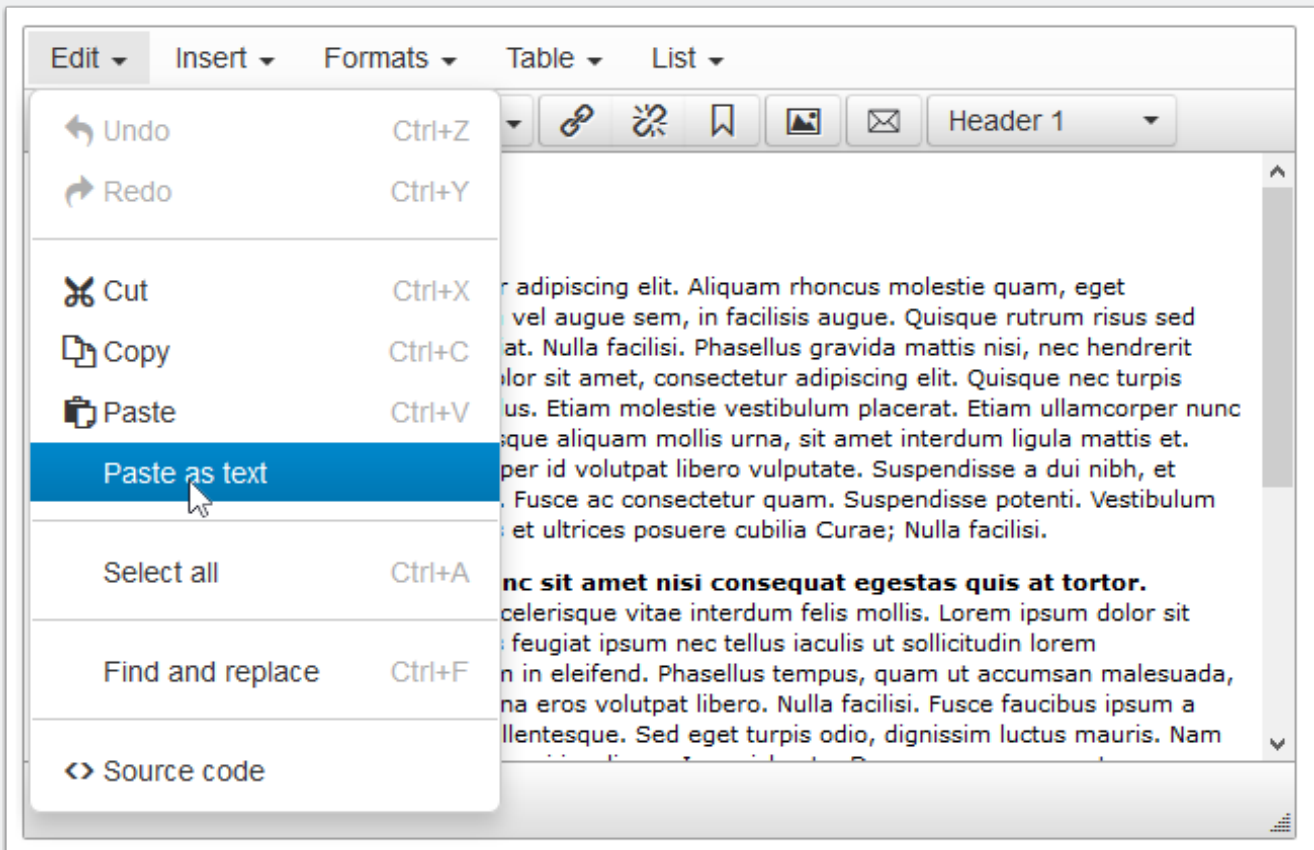 Edit Insert Formats Table List
Header 1
Undo Ctrl+Z
Redo Ctrl+Y
Cut Ctrl+X
Copy Ctrl+C
Paste Ctrl+V
Paste as text
Select all Ctrl+A
Find and replace Ctrl+F
Source code
adipiscing elit. Aliquam rhoncus molestie quam, eget
vel augue sem, in facilisis augue. Quisque rutrum risus sed
at. Nulla facilisi. Phasellus gravida mattis nisi, nec hendrerit
lor sit amet, consectetur adipiscing elit. Quisque nec turpis
us. Etiam molestie vestibulum placerat. Etiam ullamcorper nunc
sque aliquam mollis urna, sit amet interdum ligula mattis et.
per id volutpat libero vulputate. Suspendisse a dui nibh, et
. Fusce ac consectetur quam. Suspendisse potenti. Vestibulum
et ultrices posuere cubilia Curae; Nulla facilisi.
nc sit amet nisi consequat egestas quis at tortor.
celerisque vitae interdum felis mollis. Lorem ipsum dolor sit
feugiat ipsum nec tellus iaculis ut sollicitudin lorem
n in eleifend. Phasellus tempus, quam ut accumsan malesuada,
na eros volutpat libero. Nulla facilisi. Fusce faucibus ipsum a
llentesque. Sed eget turpis odio, dignissim luctus mauris. Nam